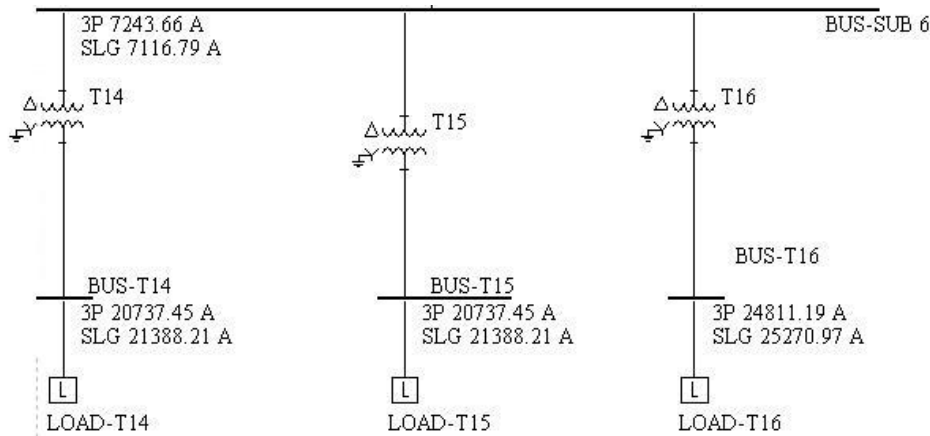 3P 7243.66 A
SLG 7116.79 A
BUS-SUB 6
T14
T15
T16
BUS-T14
3P 20737.45 A
SLG 21388.21 A
BUS-T15
3P 20737.45 A
SLG 21388.21 A
BUS-T16
3P 24811.19 A
SLG 25270.97 A
L
LOAD-T14
L
LOAD-T15
L
LOAD-T16